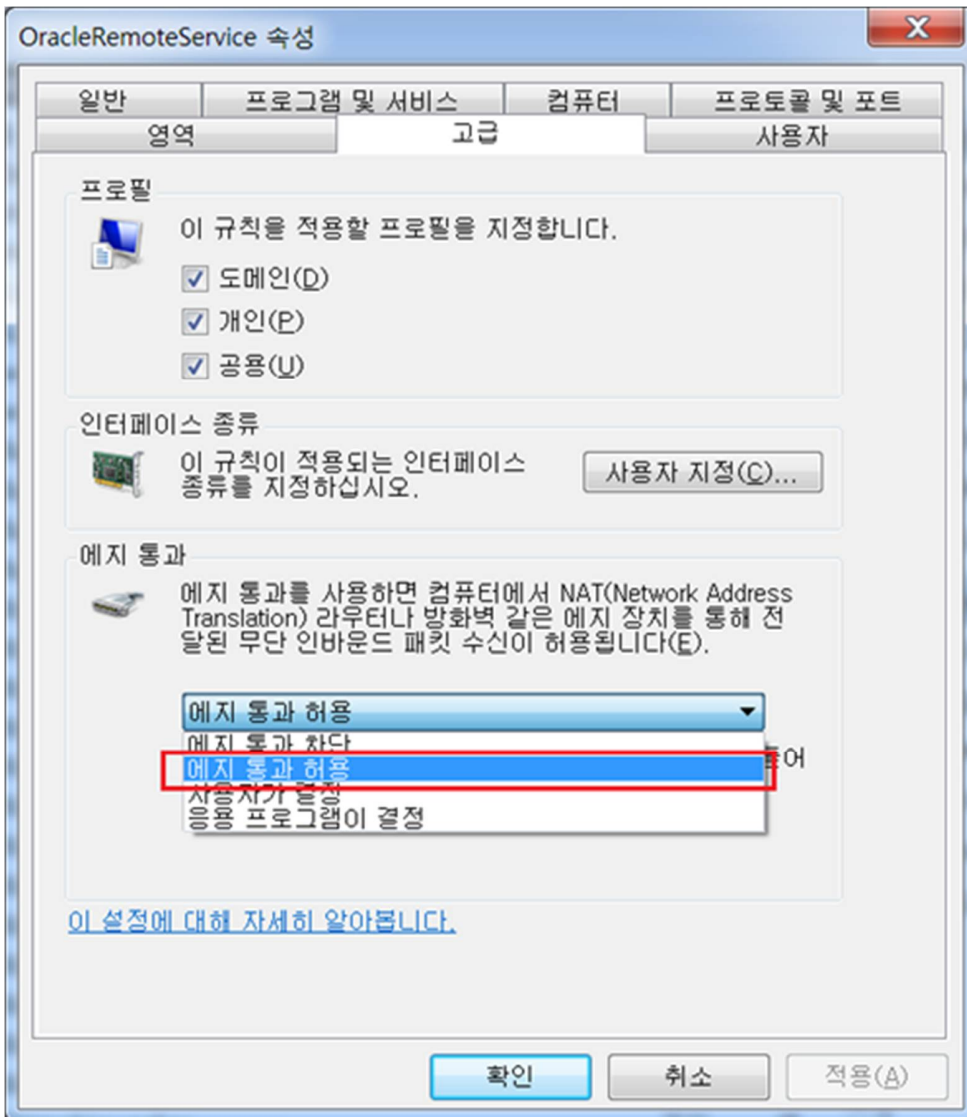 OracleRemoteService 속성
일반
프로그램 및 서비스
컴퓨터
프로토콜 및 포트
영역
고급
사용자
프로필
이 규칙을 적용할 프로필을 지정합니다.
도메인(D)
개인(P)
공용(U)
인터페이스 종류
이 규칙이 적용되는 인터페이스
종류를 지정하십시오.
사용자 지정(C)...
에지 통과
에지 통과를 사용하면 컴퓨터에서 NAT(Network Address
Translation) 라우터나 방화벽 같은 에지 장치를 통해 전
달된 무단 인바운드 패킷 수신이 허용됩니다(E).
에지 통과 허용
에지 통과 차단
에지 통과 허용
사용자가 결정
응용 프로그램이 결정
이 설정에 대해 자세히 알아봅니다.
확인
취소
적용(A)